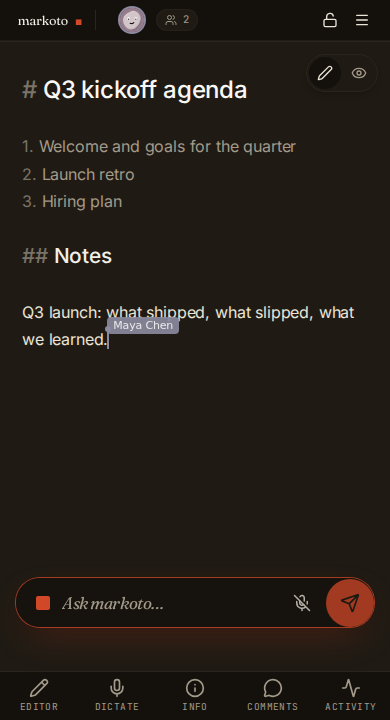 markoto
2
# Q3 kickoff agenda
1. Welcome and goals for the quarter
2. Launch retro
3. Hiring plan
## Notes
Q3 launch: what shipped, what slipped, what
we learned.
Maya Chen
Ask markoto...
EDITOR
DICTATE
INFO
COMMENTS
ACTIVITY